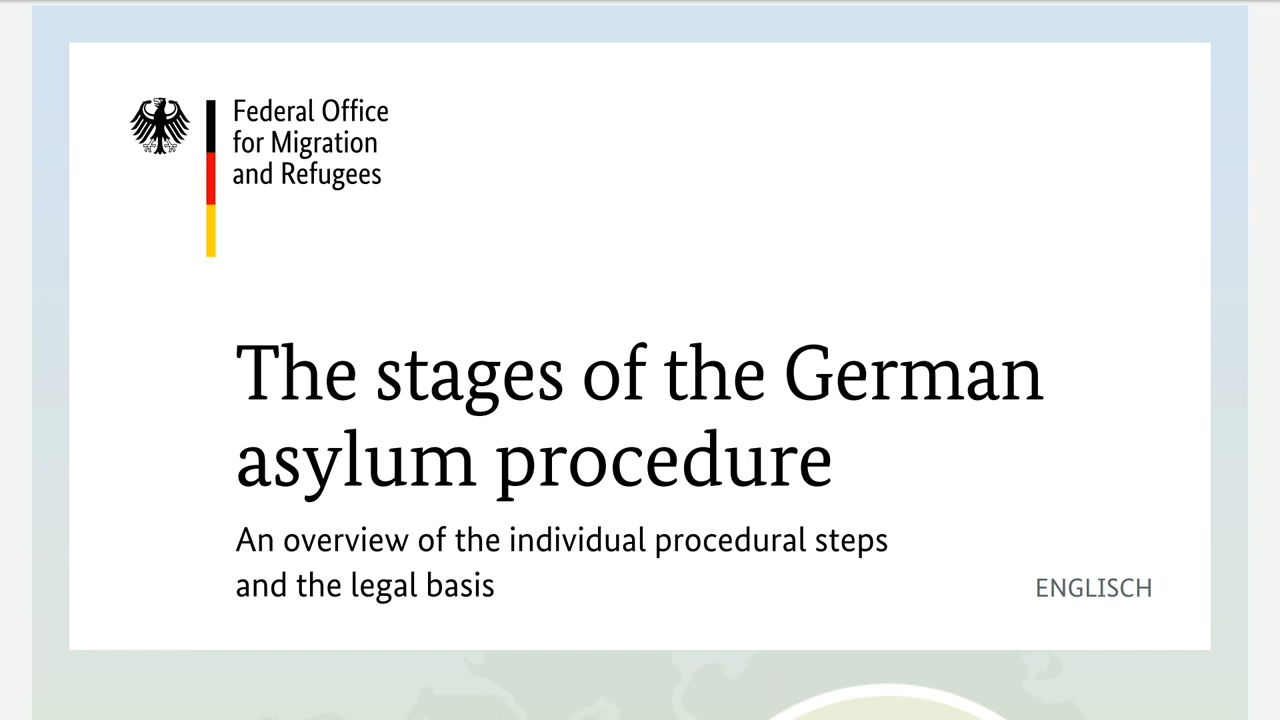 Federal Office
for Migration
and Refugees
The stages of the German
asylum procedure
An overview of the individual procedural steps
and the legal basis
ENGLISCH